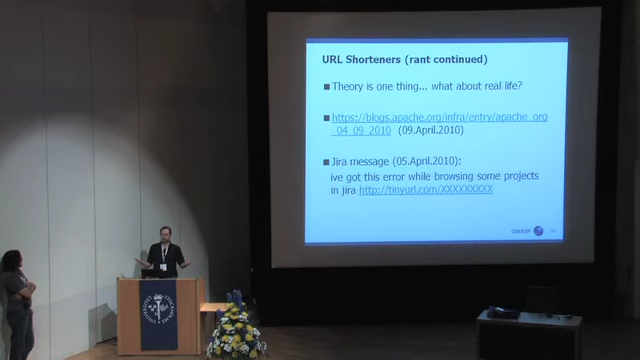 URL Shorteners (rant continued)
Theory is one thing... what about real life?
https://blogs.apache.org/infra/entry/apache_org
_04_09_2010 (09.April.2010)
Jira message (05.April.2010):
ive got this error while browsing some projects
in jira http://tinyurl.com/XXXXXXXXX
OWASP